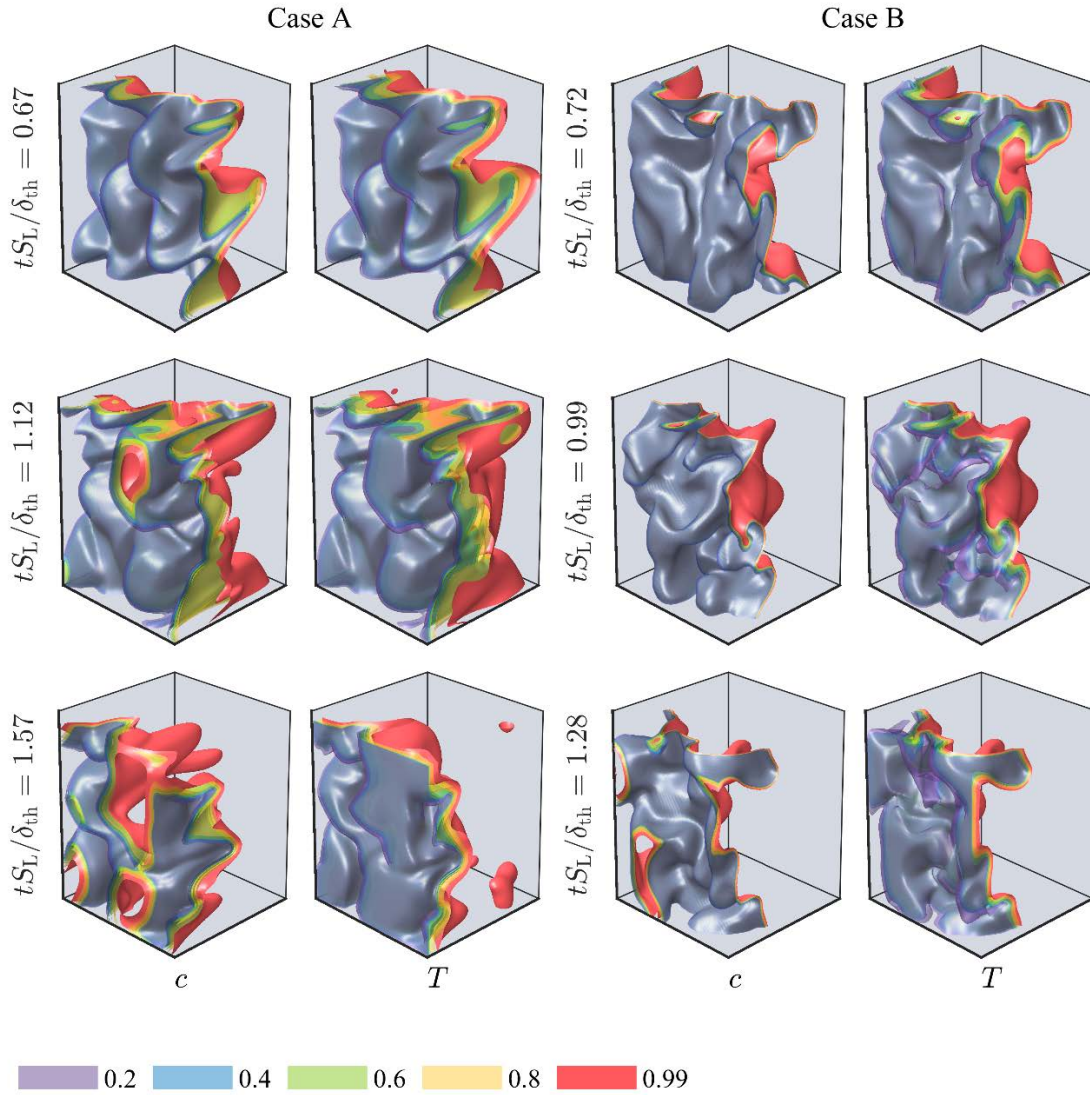 Case A Case B
tS_L/δ_th = 0.67
tS_L/δ_th = 0.72
tS_L/δ_th = 1.12
tS_L/δ_th = 0.99
tS_L/δ_th = 1.57
tS_L/δ_th = 1.28
c T c T
0.2 0.4 0.6 0.8 0.99